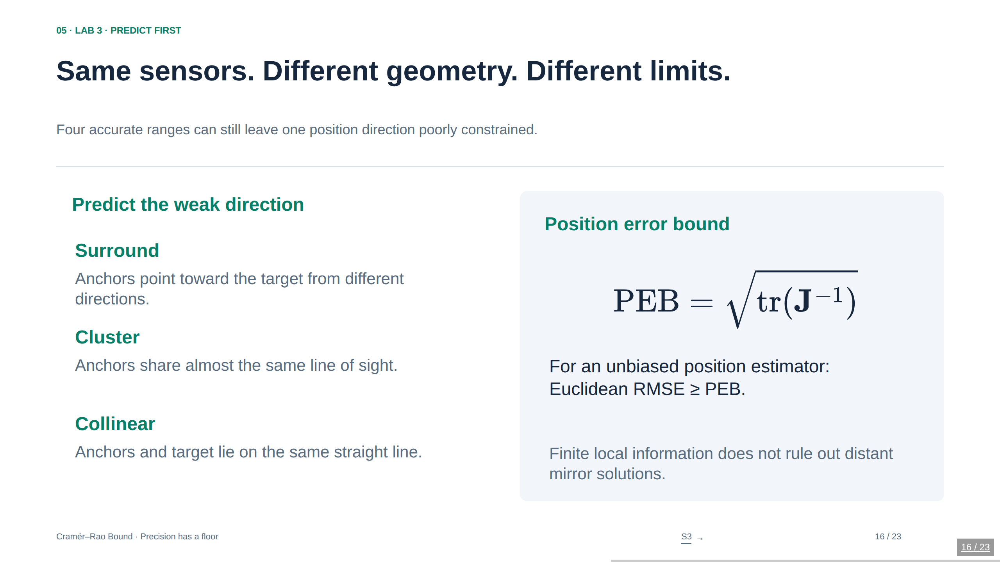 05 · LAB 3 · PREDICT FIRST
Same sensors. Different geometry. Different limits.
Four accurate ranges can still leave one position direction poorly constrained.
Predict the weak direction
Surround
Anchors point toward the target from different
directions.
Cluster
Anchors share almost the same line of sight.
Collinear
Anchors and target lie on the same straight line.
Position error bound
PEB = √tr(J⁻¹)
For an unbiased position estimator:
Euclidean RMSE ≥ PEB.
Finite local information does not rule out distant
mirror solutions.
Cramér–Rao Bound · Precision has a floor
S3 →
16 / 23
16 / 23